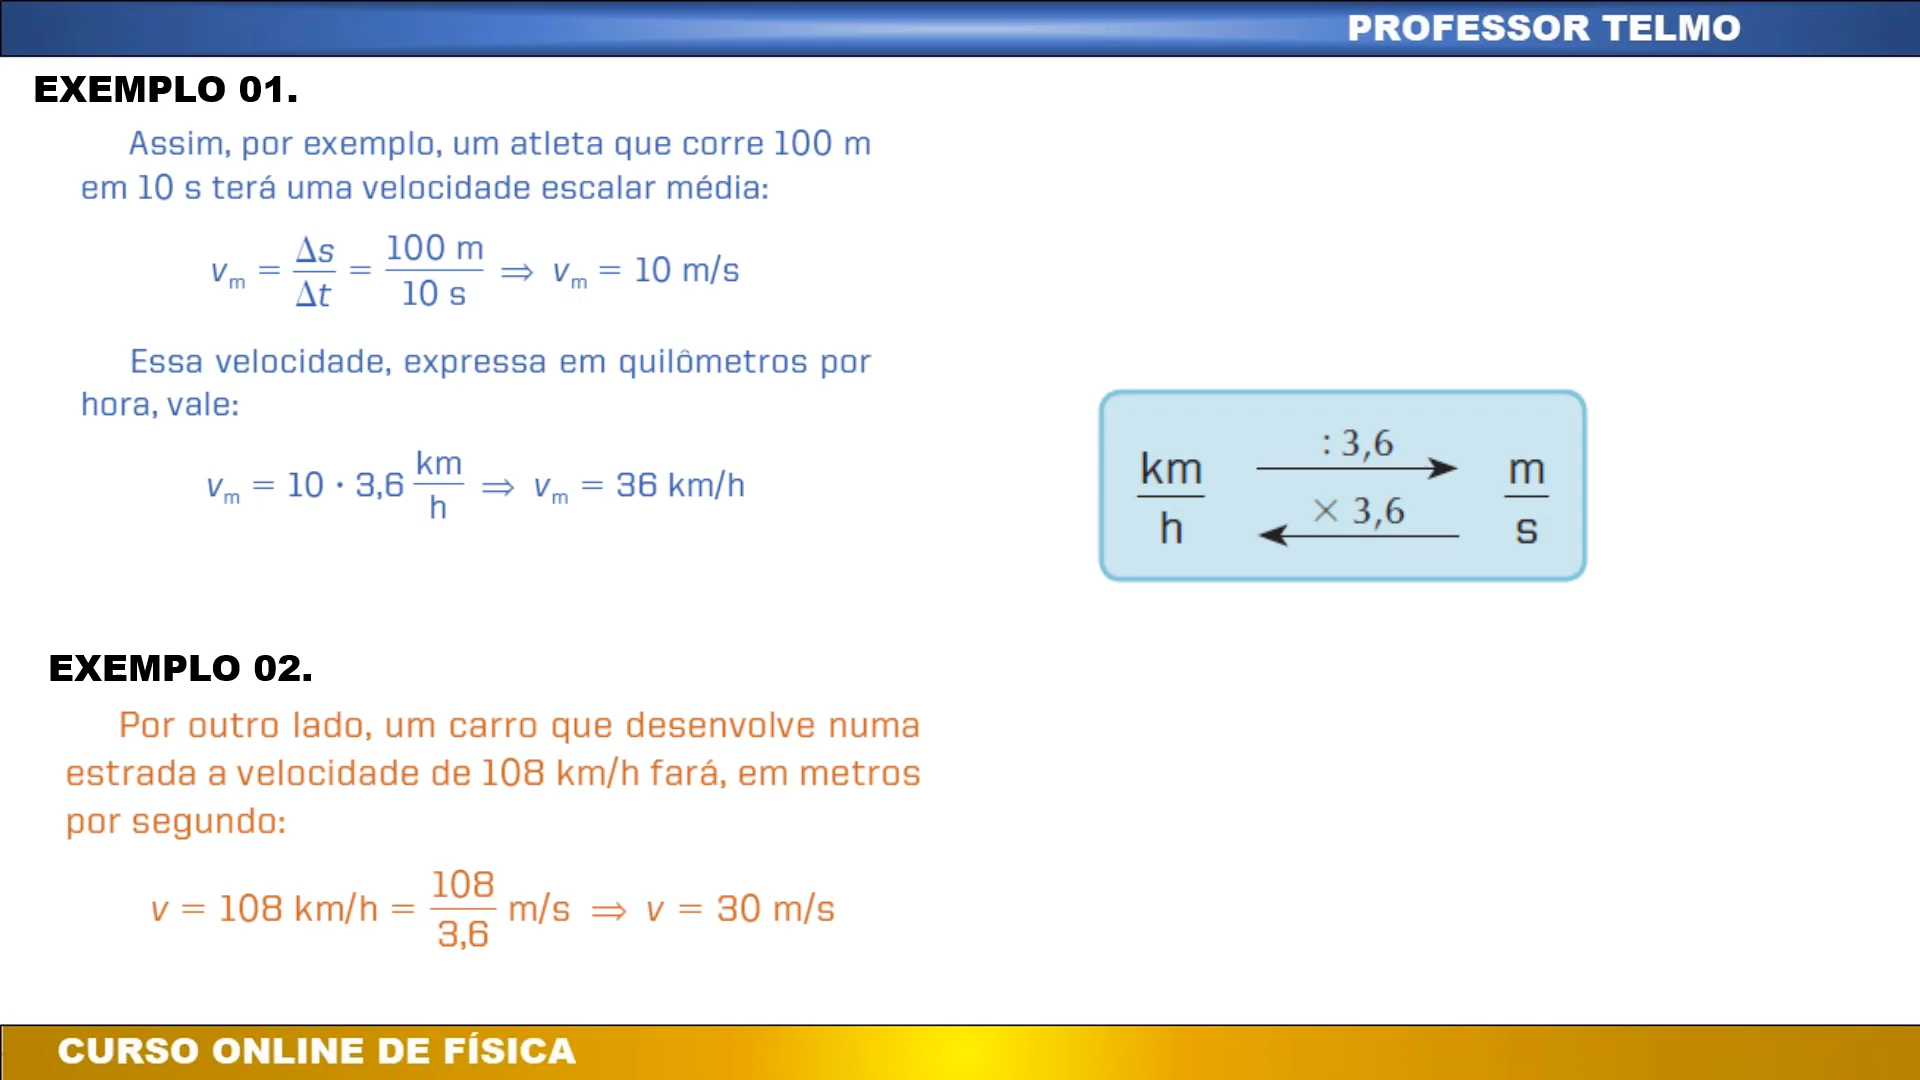 PROFESSOR TELMO
EXEMPLO 01.
Assim, por exemplo, um atleta que corre 100 m
em 10 s terá uma velocidade escalar média:
vₘ = Δs/Δt = 100 m/10 s ⇒ vₘ = 10 m/s
Essa velocidade, expressa em quilômetros por
hora, vale:
vₘ = 10 · 3,6 km/h ⇒ vₘ = 36 km/h
km/h : 3,6 m/s
× 3,6
EXEMPLO 02.
Por outro lado, um carro que desenvolve numa
estrada a velocidade de 108 km/h fará, em metros
por segundo:
v = 108 km/h = 108/3,6 m/s ⇒ v = 30 m/s
CURSO ONLINE DE FÍSICA